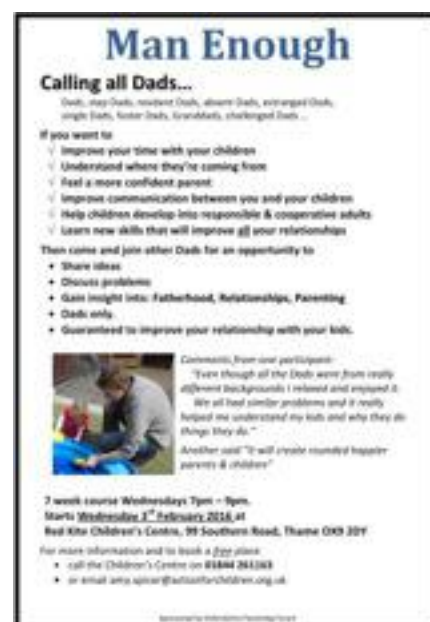 Man Enough
Calling all Dads...
Dads, step Dads, resident Dads, absent Dads, estranged Dads,
single Dads, foster Dads, Granddads, challenged Dads ...
If you want to
√ Improve your time with your children
√ Understand where they're coming from
√ Feel a more confident parent
√ Improve communication between you and your children
√ Help children develop into responsible & cooperative adults
√ Learn new skills that will improve all your relationships
Then come and join other Dads for an opportunity to
• Share ideas
• Discuss problems
• Gain insight into: Fatherhood, Relationships, Parenting
• Dads only.
• Guaranteed to improve your relationship with your kids.
Comments from one participant:
"Even though all the Dads were from really
different backgrounds I relaxed and enjoyed it.
We all had similar problems and it really
helped me understand my kids and why they do
things they do."
Another said "it will create rounded happier
parents & children"
7 week course Wednesdays 7pm – 9pm.
Starts Wednesday 3rd February 2016 at
Red Kite Children's Centre, 99 Southern Road, Thame OX9 2DY
For more information and to book a free place
• call the Children's Centre on 01844 261163
• or email amy.spicer@actionforchildren.org.uk